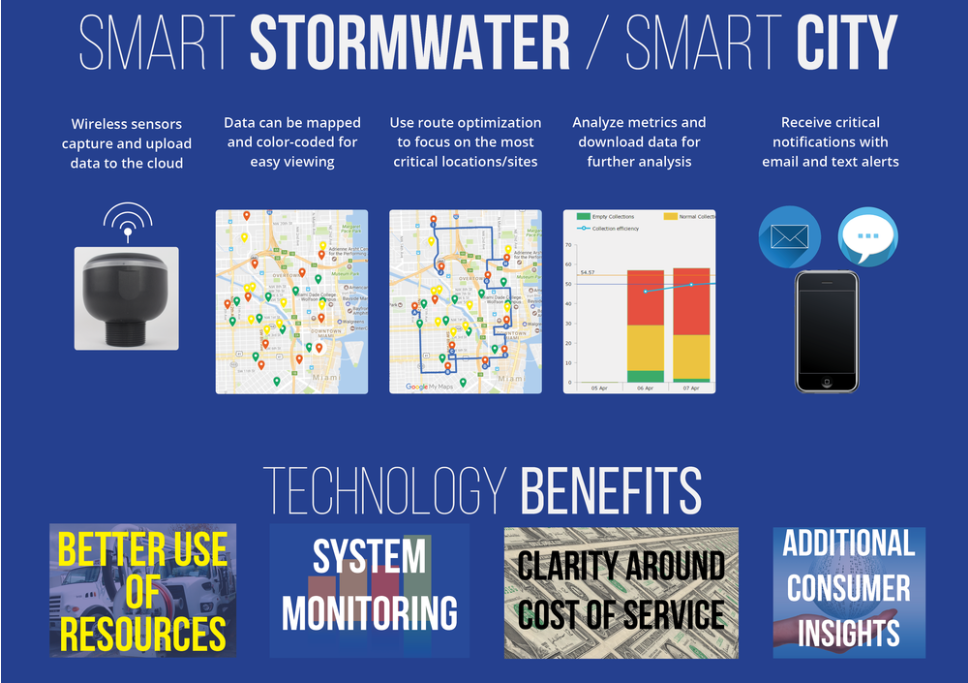 SMART STORMWATER / SMART CITY
Wireless sensors
capture and upload
data to the cloud
Data can be mapped
and color-coded for
easy viewing
Use route optimization
to focus on the most
critical locations/sites
Analyze metrics and
download data for
further analysis
Receive critical
notifications with
email and text alerts
OVERTOWN
DOWNTOWN
MIAMI
Miami
Google My Maps
Miami
Empty Collections
Normal Collecti
Collection efficiency
70
60
54.57
50
40
30
20
10
0
05 Apr
06 Apr
07 Apr
TECHNOLOGY BENEFITS
BETTER USE
OF
RESOURCES
SYSTEM
MONITORING
CLARITY AROUND
COST OF SERVICE
ADDITIONAL
CONSUMER
INSIGHTS